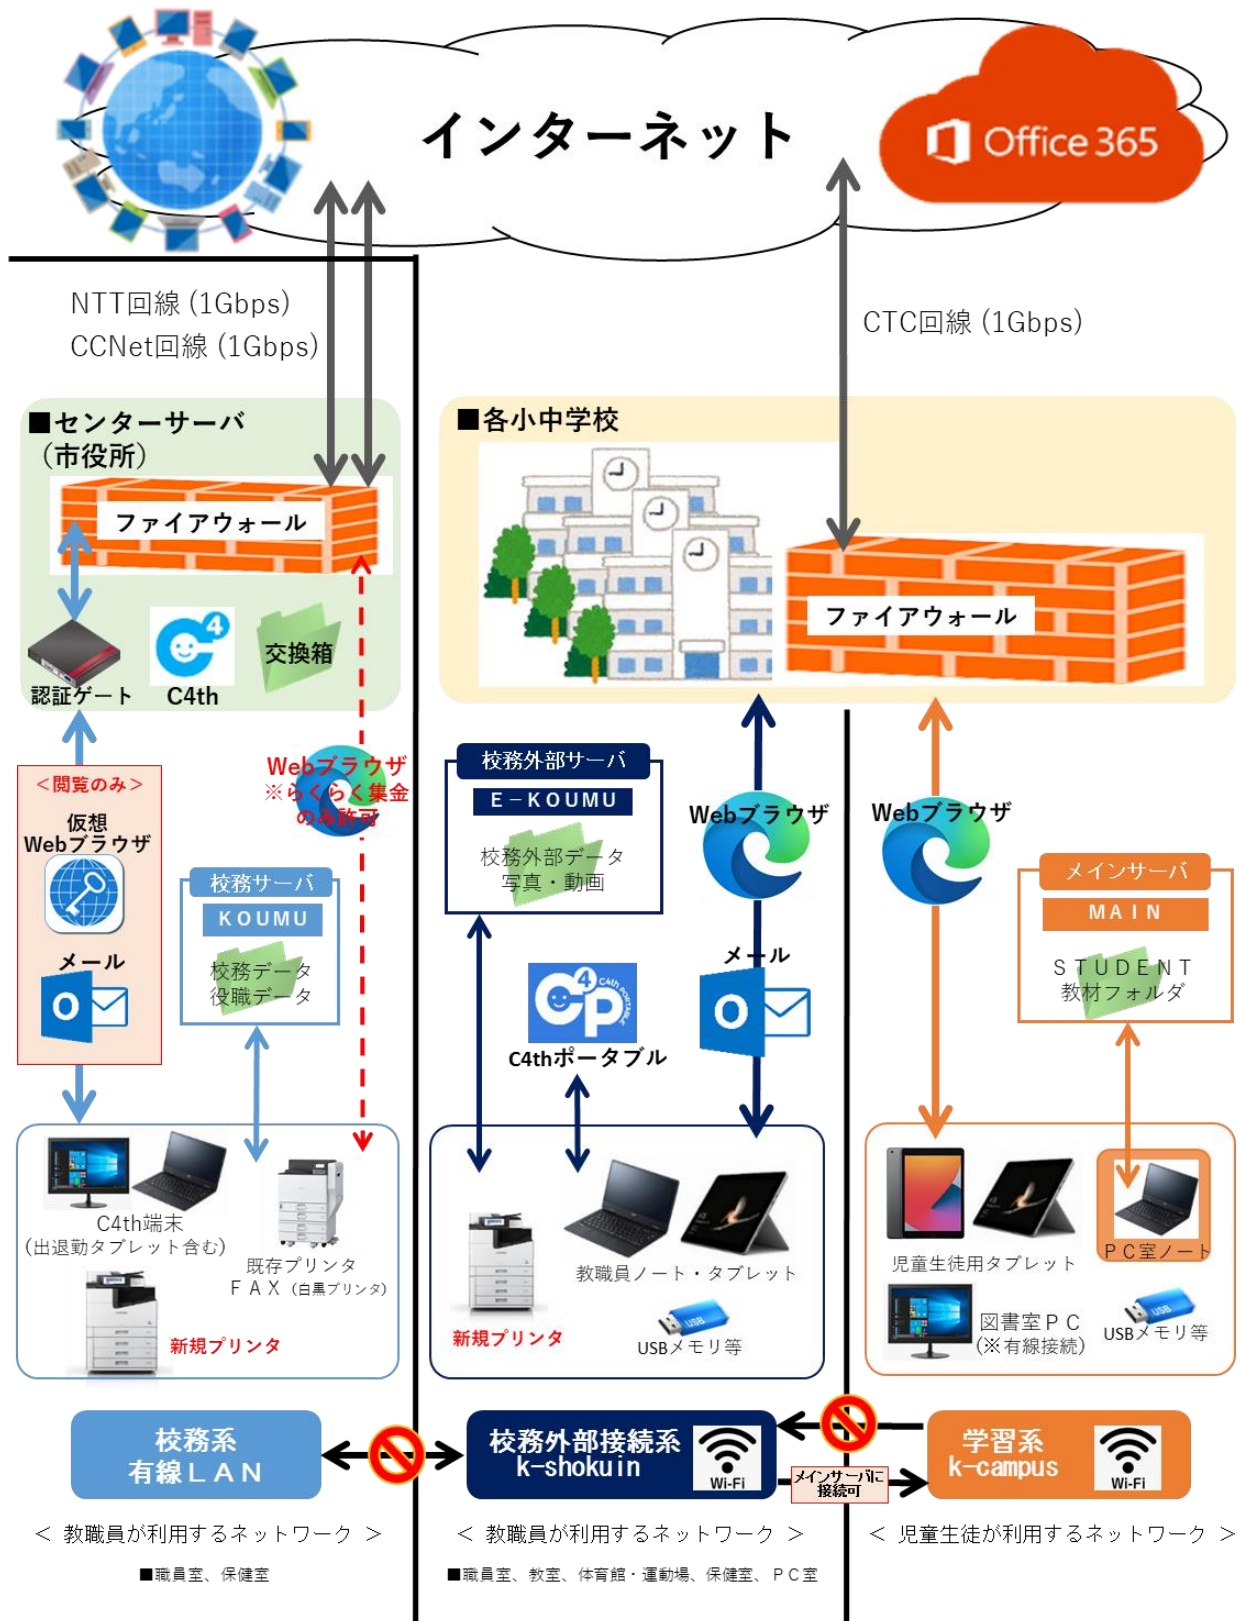 インターネット
Office 365
NTT回線 (1Gbps)
CCNet回線 (1Gbps)
CTC回線 (1Gbps)
■センターサーバ
（市役所）
ファイアウォール
認証ゲート
C4th
交換箱
■各小中学校
ファイアウォール
＜閲覧のみ＞
仮想
Webブラウザ
メール
Webブラウザ
※らくらく集金
のみ許可
校務サーバ
ＫＯＵＭＵ
校務データ
役職データ
校務外部サーバ
Ｅ－ＫＯＵＭＵ
校務外部データ
写真・動画
C4th PORTABLE
C4thポータブル
Webブラウザ
メール
Webブラウザ
メインサーバ
ＭＡＩＮ
ＳＴＵＤＥＮＴ
教材フォルダ
C4th端末
(出退勤タブレット含む)
既存プリンタ
ＦＡＸ（白黒プリンタ）
新規プリンタ
教職員ノート・タブレット
新規プリンタ
USB
USBメモリ等
児童生徒用タブレット
ＰＣ室ノート
図書室ＰＣ
(※有線接続)
USB
USBメモリ等
校務系
有線ＬＡＮ
校務外部接続系
k-shokuin
Wi-Fi
メインサーバに
接続可
学習系
k-campus
Wi-Fi
＜ 教職員が利用するネットワーク ＞
＜ 教職員が利用するネットワーク ＞
＜ 児童生徒が利用するネットワーク ＞
■職員室、保健室
■職員室、教室、体育館・運動場、保健室、ＰＣ室